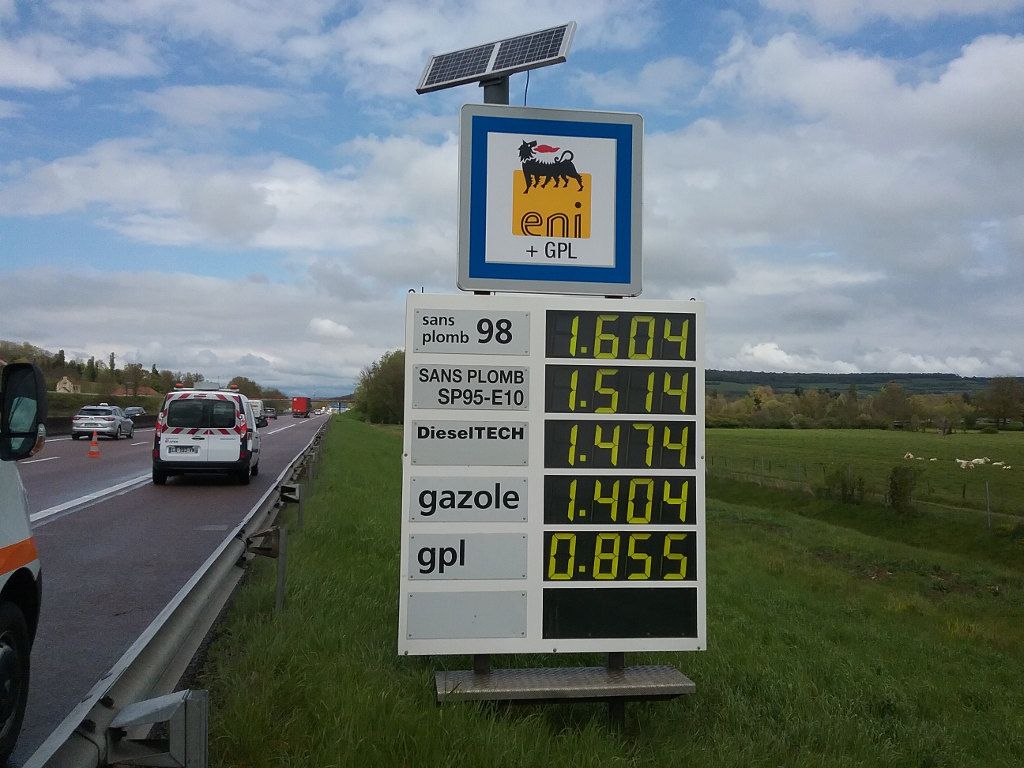 eni
+ GPL
sans
plomb 98
1.604
SANS PLOMB
SP95-E10
1.514
DieselTECH
1.474
gazole
1.404
gpl
0.855